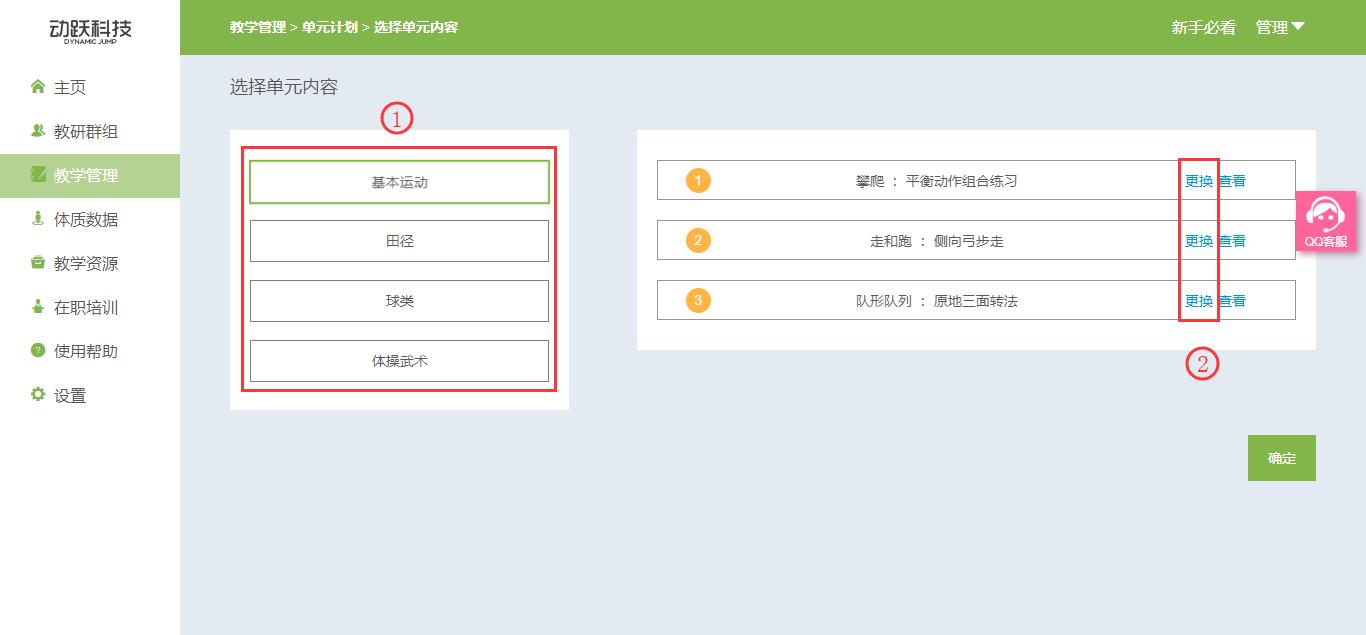 动跃科技
DYNAMIC JUMP
教学管理 > 单元计划 > 选择单元内容
新手必看 管理
主页
教研群组
教学管理
体质数据
教学资源
在职培训
使用帮助
设置
选择单元内容
1
基本运动
田径
球类
体操武术
1 攀爬 : 平衡动作组合练习 更换 查看
2 走和跑 : 侧向弓步走 更换 查看
3 队形队列 : 原地三面转法 更换 查看
2
QQ客服
确定